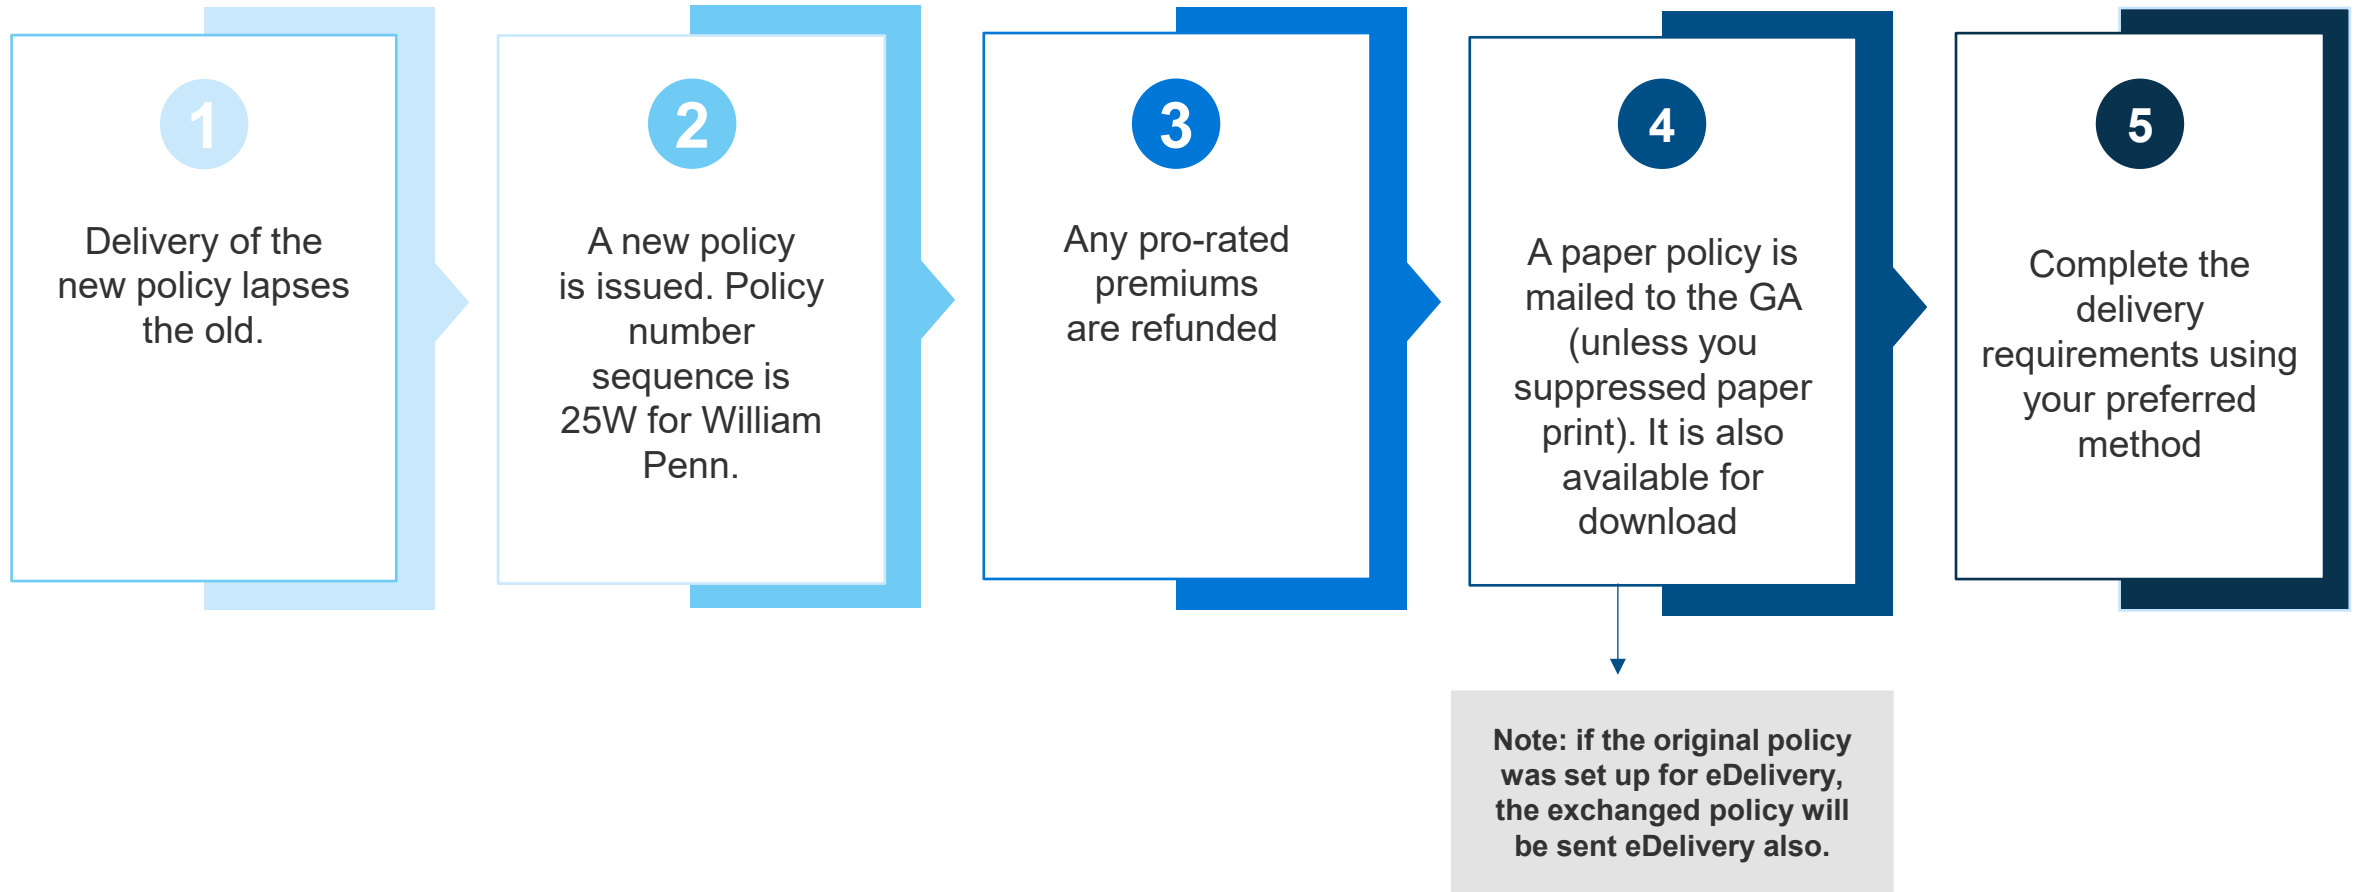 1
Delivery of the
new policy lapses
the old.
2
A new policy
is issued. Policy
number
sequence is
25W for William
Penn.
3
Any pro-rated
premiums
are refunded
4
A paper policy is
mailed to the GA
(unless you
suppressed paper
print). It is also
available for
download
5
Complete the
delivery
requirements using
your preferred
method
Note: if the original policy
was set up for eDelivery,
the exchanged policy will
be sent eDelivery also.